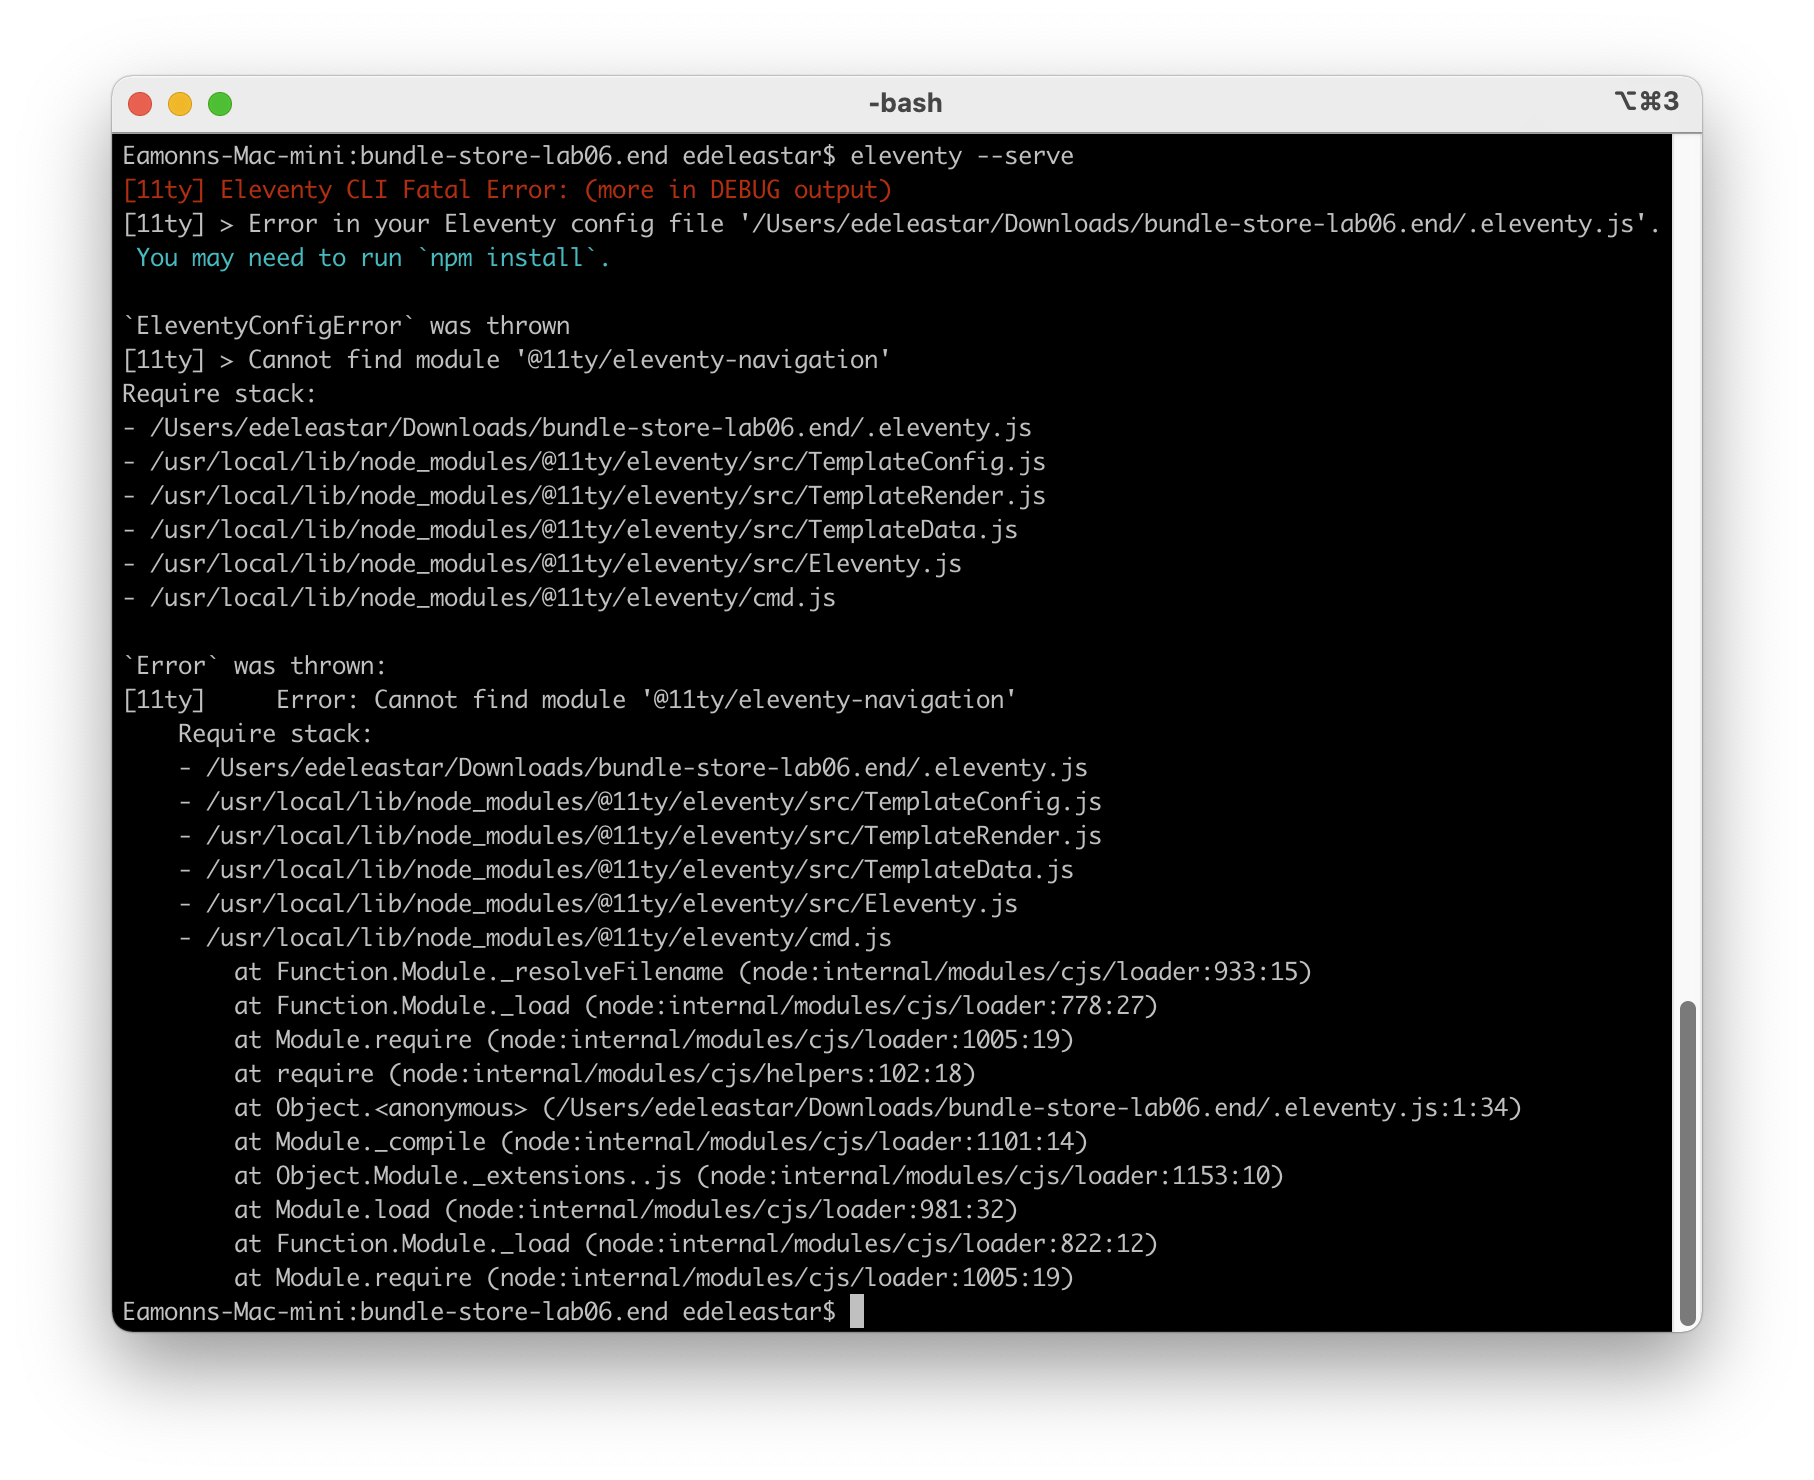 -bash
⌥⌘3
Eamonns-Mac-mini:bundle-store-lab06.end edeleastar$ eleventy --serve
[11ty] Eleventy CLI Fatal Error: (more in DEBUG output)
[11ty] > Error in your Eleventy config file '/Users/edeleastar/Downloads/bundle-store-lab06.end/.eleventy.js'.
 You may need to run `npm install`.

`EleventyConfigError` was thrown
[11ty] > Cannot find module '@11ty/eleventy-navigation'
Require stack:
- /Users/edeleastar/Downloads/bundle-store-lab06.end/.eleventy.js
- /usr/local/lib/node_modules/@11ty/eleventy/src/TemplateConfig.js
- /usr/local/lib/node_modules/@11ty/eleventy/src/TemplateRender.js
- /usr/local/lib/node_modules/@11ty/eleventy/src/TemplateData.js
- /usr/local/lib/node_modules/@11ty/eleventy/src/Eleventy.js
- /usr/local/lib/node_modules/@11ty/eleventy/cmd.js

`Error` was thrown:
[11ty]     Error: Cannot find module '@11ty/eleventy-navigation'
    Require stack:
    - /Users/edeleastar/Downloads/bundle-store-lab06.end/.eleventy.js
    - /usr/local/lib/node_modules/@11ty/eleventy/src/TemplateConfig.js
    - /usr/local/lib/node_modules/@11ty/eleventy/src/TemplateRender.js
    - /usr/local/lib/node_modules/@11ty/eleventy/src/TemplateData.js
    - /usr/local/lib/node_modules/@11ty/eleventy/src/Eleventy.js
    - /usr/local/lib/node_modules/@11ty/eleventy/cmd.js
        at Function.Module._resolveFilename (node:internal/modules/cjs/loader:933:15)
        at Function.Module._load (node:internal/modules/cjs/loader:778:27)
        at Module.require (node:internal/modules/cjs/loader:1005:19)
        at require (node:internal/modules/cjs/helpers:102:18)
        at Object.<anonymous> (/Users/edeleastar/Downloads/bundle-store-lab06.end/.eleventy.js:1:34)
        at Module._compile (node:internal/modules/cjs/loader:1101:14)
        at Object.Module._extensions..js (node:internal/modules/cjs/loader:1153:10)
        at Module.load (node:internal/modules/cjs/loader:981:32)
        at Function.Module._load (node:internal/modules/cjs/loader:822:12)
        at Module.require (node:internal/modules/cjs/loader:1005:19)
Eamonns-Mac-mini:bundle-store-lab06.end edeleastar$